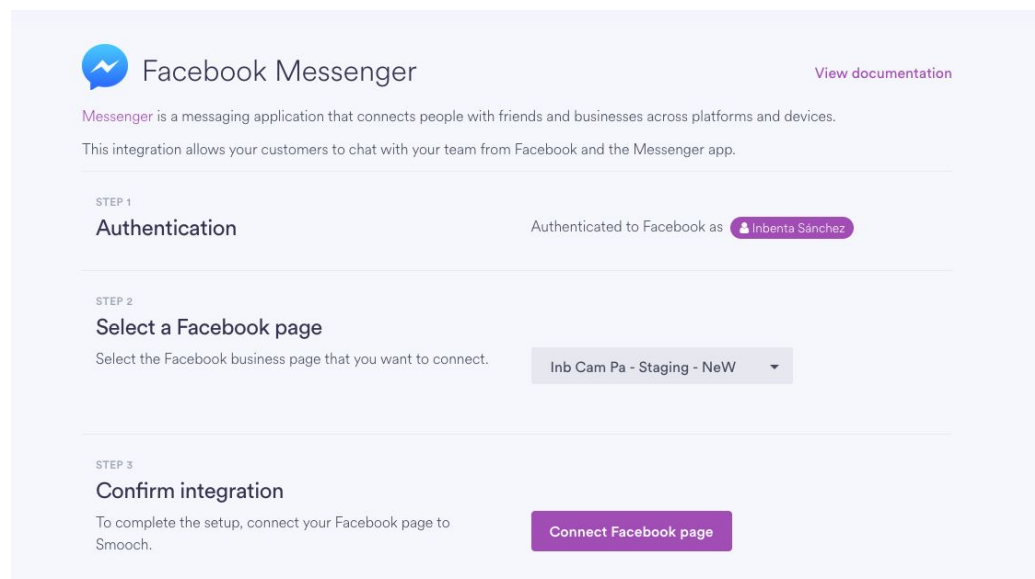 Facebook Messenger
View documentation
Messenger is a messaging application that connects people with friends and businesses across platforms and devices.
This integration allows your customers to chat with your team from Facebook and the Messenger app.
STEP 1
Authentication
Authenticated to Facebook as Inbenta Sánchez
STEP 2
Select a Facebook page
Select the Facebook business page that you want to connect.
Inb Cam Pa - Staging - NeW
STEP 3
Confirm integration
To complete the setup, connect your Facebook page to
Smooch.
Connect Facebook page